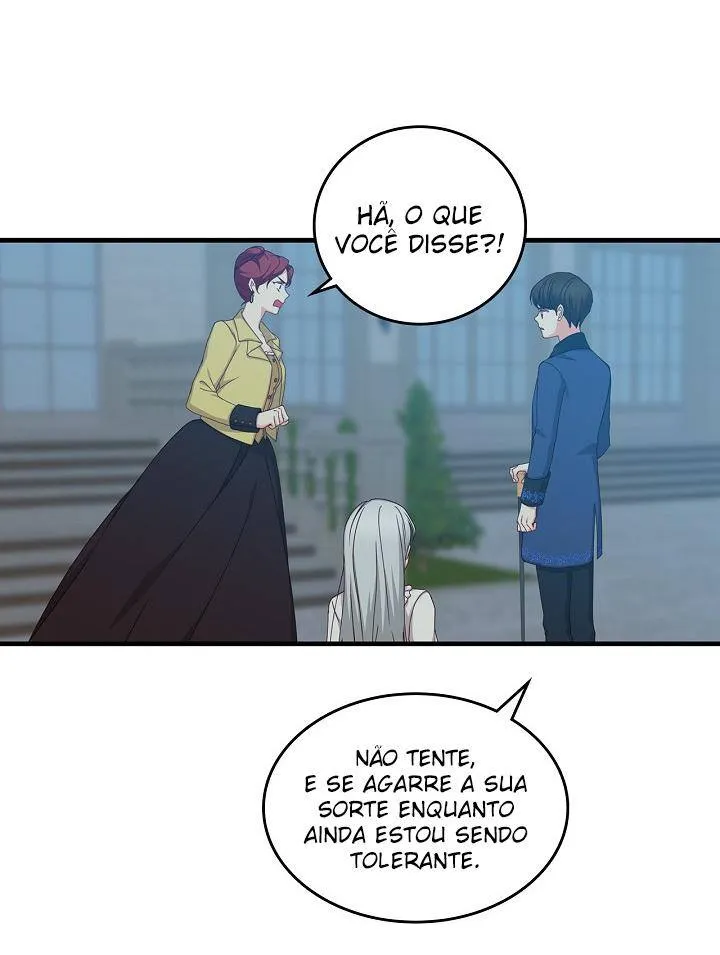 HÃ, O QUE
VOCÊ DISSE?!
NÃO TENTE,
E SE AGARRE A SUA
SORTE ENQUANTO
AINDA ESTOU SENDO
TOLERANTE.